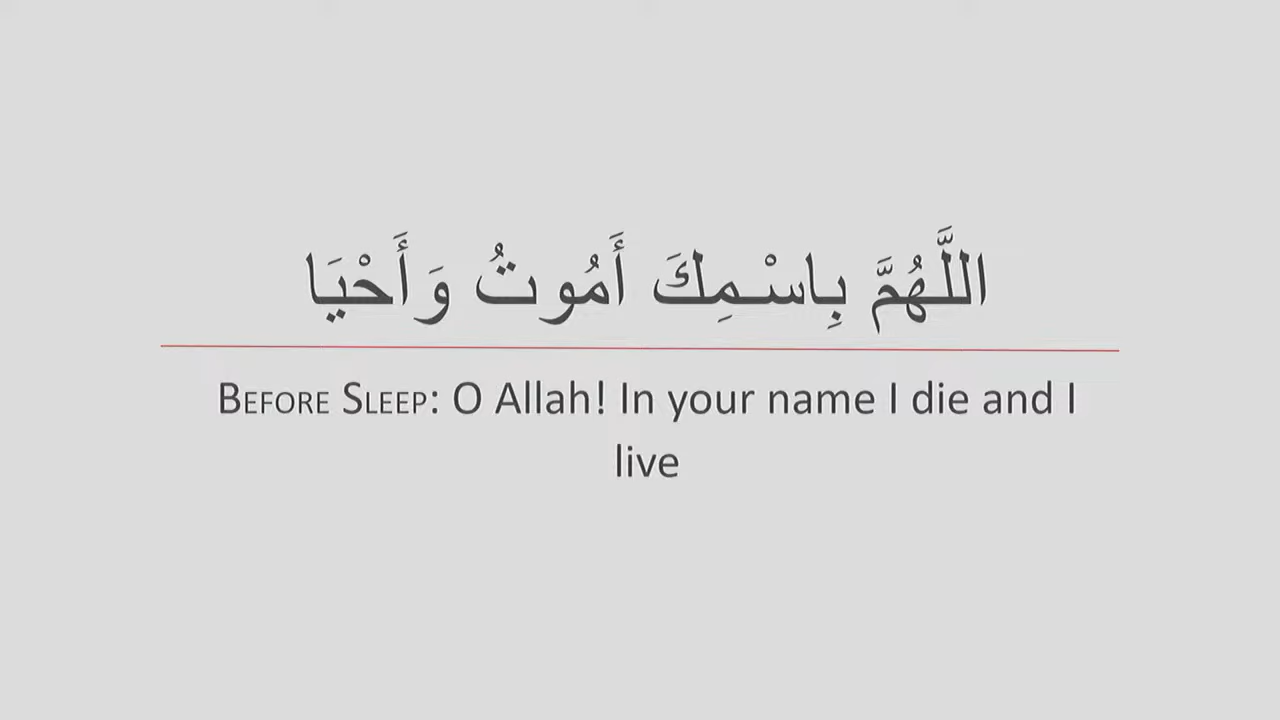 اللَّهُمَّ بِاسْمِكَ أَمُوتُ وَأَحْيَا
BEFORE SLEEP: O Allah! In your name I die and I
live